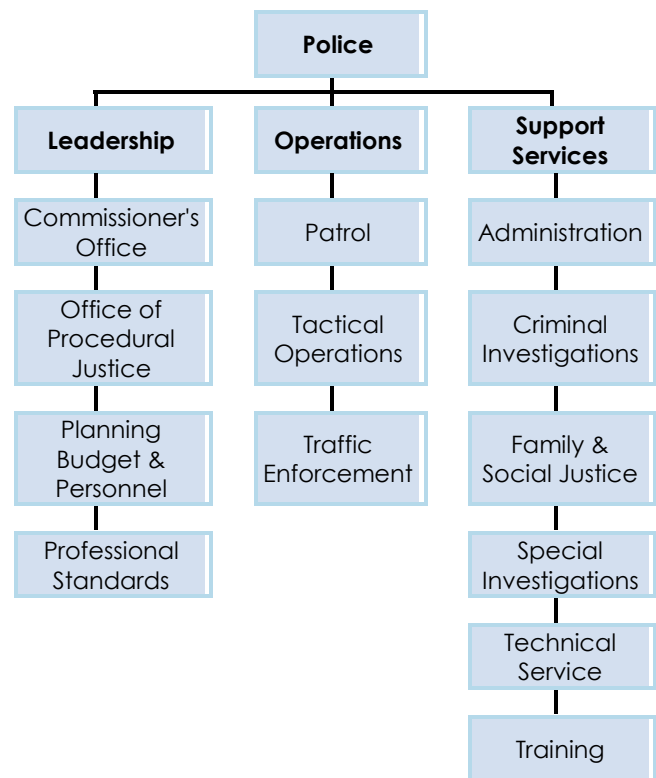 Police
Leadership
Commissioner's
Office
Office of
Procedural
Justice
Planning
Budget &
Personnel
Professional
Standards
Operations
Patrol
Tactical
Operations
Traffic
Enforcement
Support
Services
Administration
Criminal
Investigations
Family &
Social Justice
Special
Investigations
Technical
Service
Training